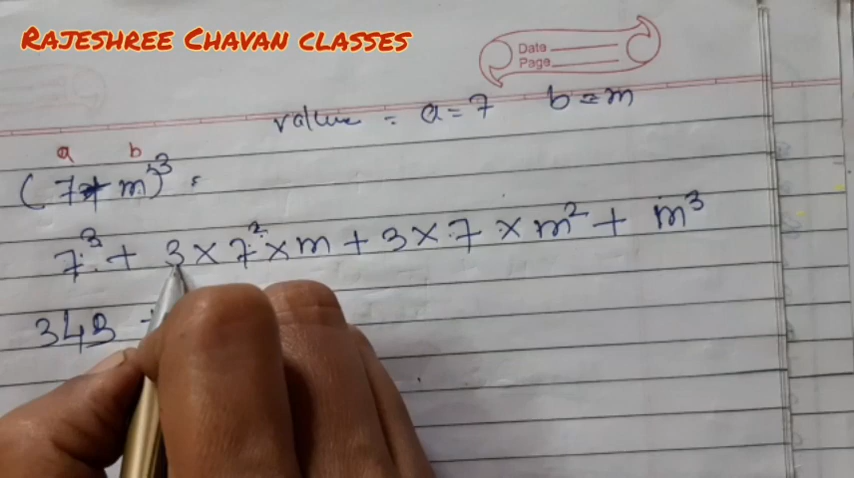 RAJESHREE CHAVAN CLASSES
Date
Page
value = a = 7 b = m
a b
(7 + m)³ :
7³ + 3 × 7² × m + 3 × 7 × m² + m³
343 +